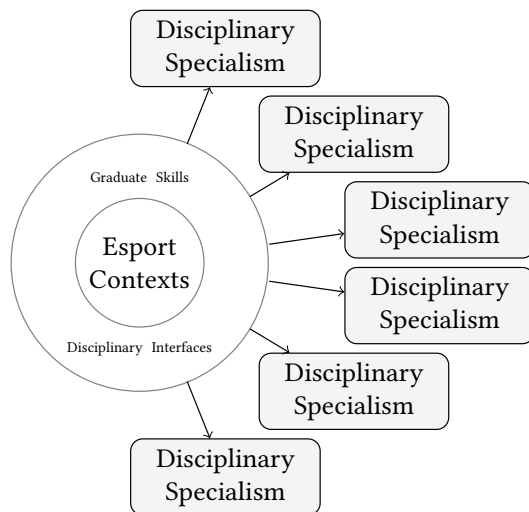 Disciplinary
Specialism
Disciplinary
Specialism
Graduate Skills
Disciplinary
Specialism
Esport
Contexts
Disciplinary
Specialism
Disciplinary Interfaces
Disciplinary
Specialism
Disciplinary
Specialism